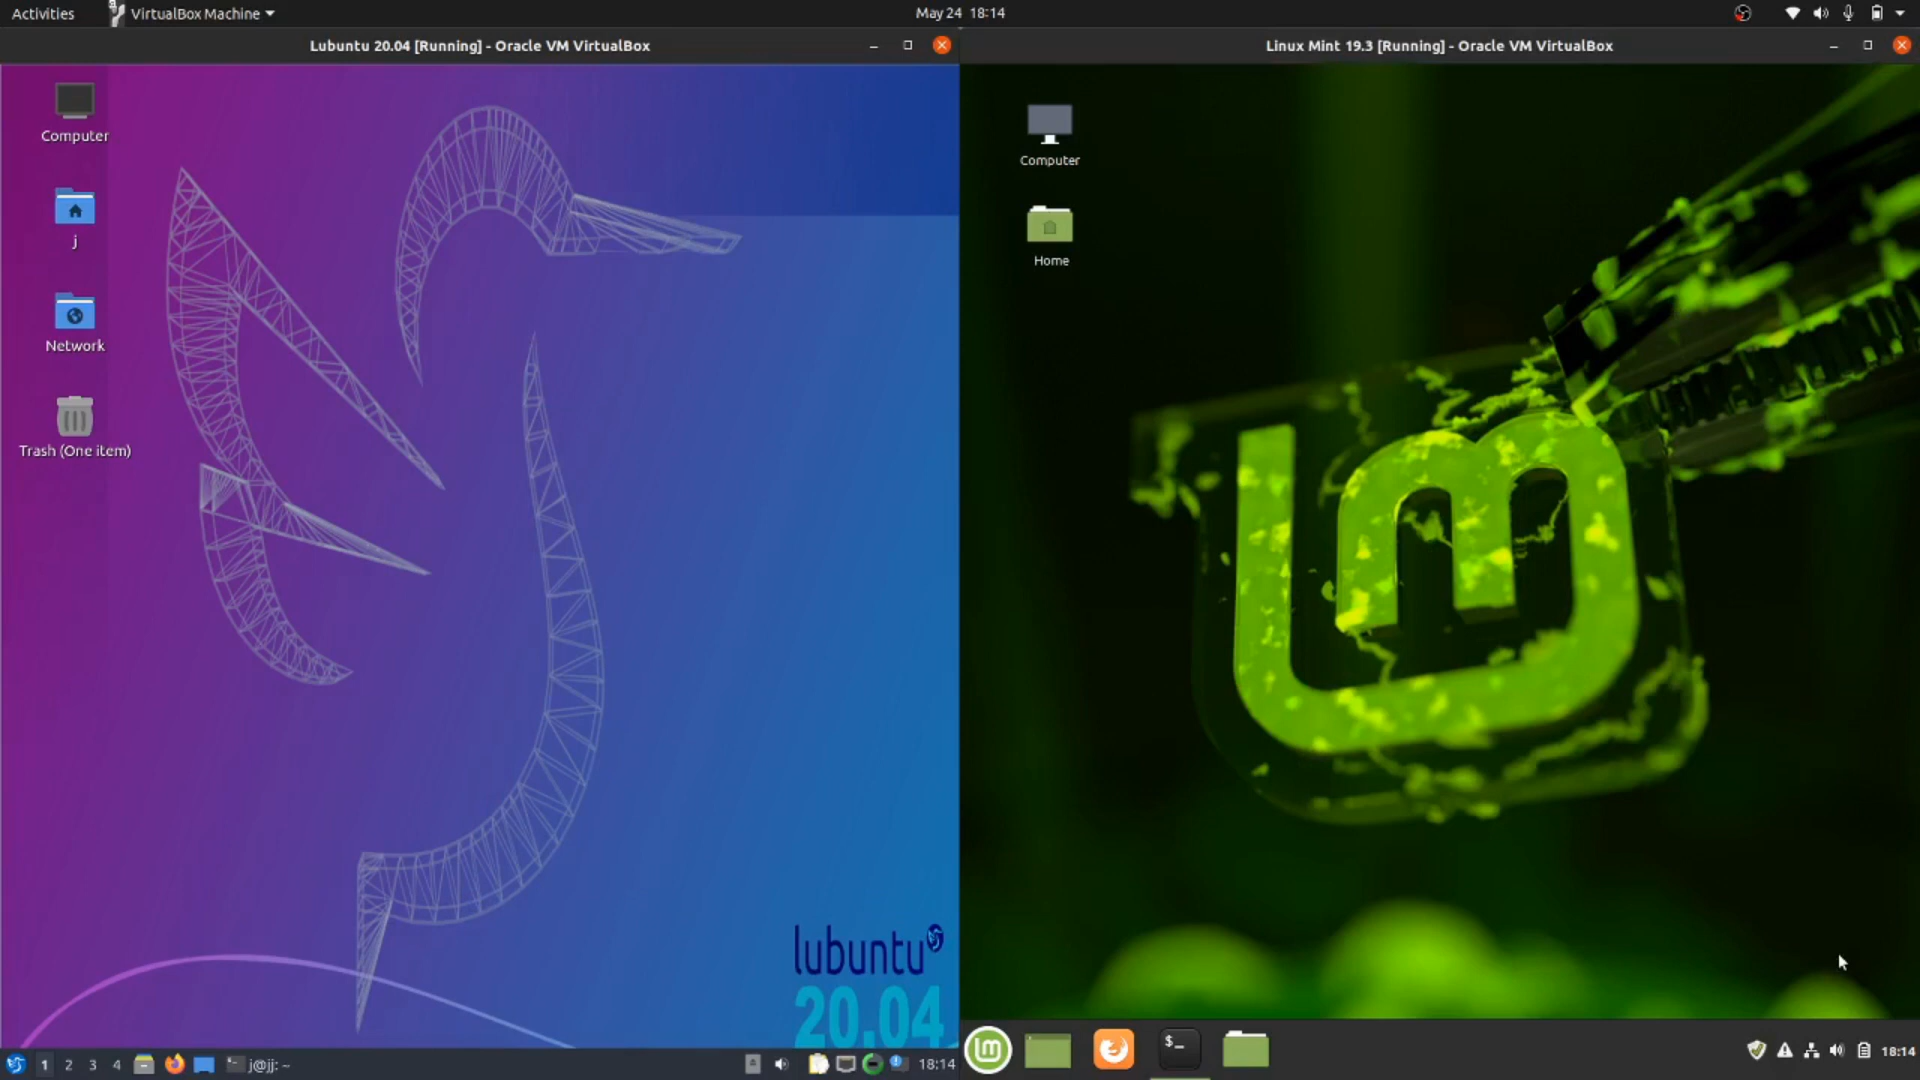 Activities
VirtualBox Machine
May 24 18:14
Lubuntu 20.04 [Running] - Oracle VM VirtualBox
Linux Mint 19.3 [Running] - Oracle VM VirtualBox
Computer
j
Network
Trash (One item)
lubuntu
20.04
1 2 3 4
j@jj: ~
18:14
Computer
Home
lm
lm
$_
18:14